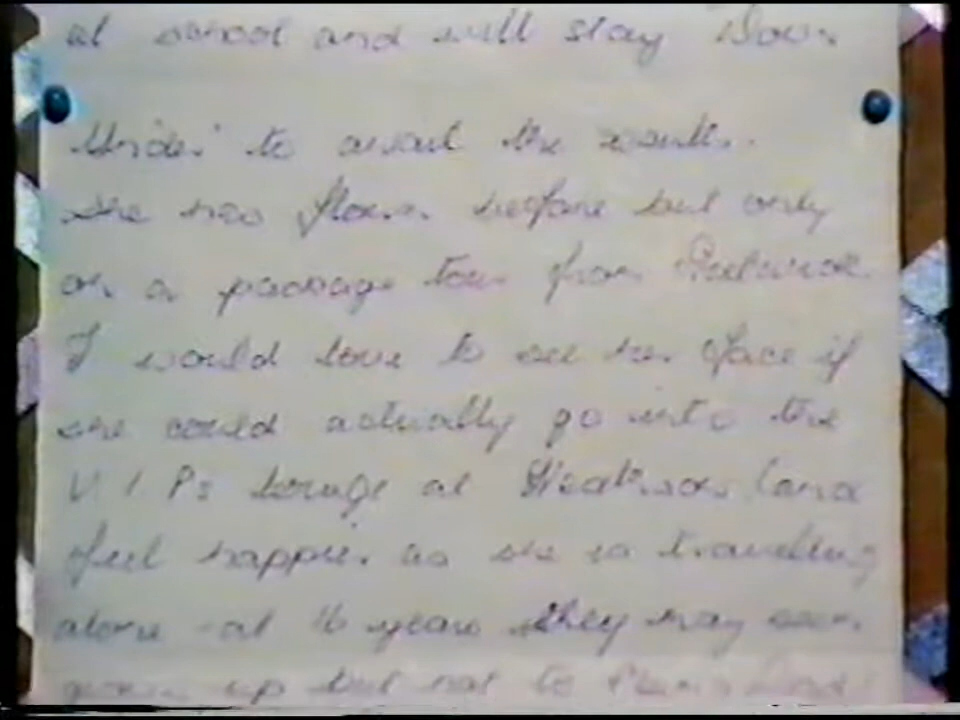 at school and will stay 'Down
Under' to await the results.
She has flown before but only
on a package tour from Gatwick.
I would love to see her face if
she could actually go into the
V.I.Ps lounge at Heathrow (and
feel happier as she is travelling
alone - at 16 years they may seem
grown up but not to